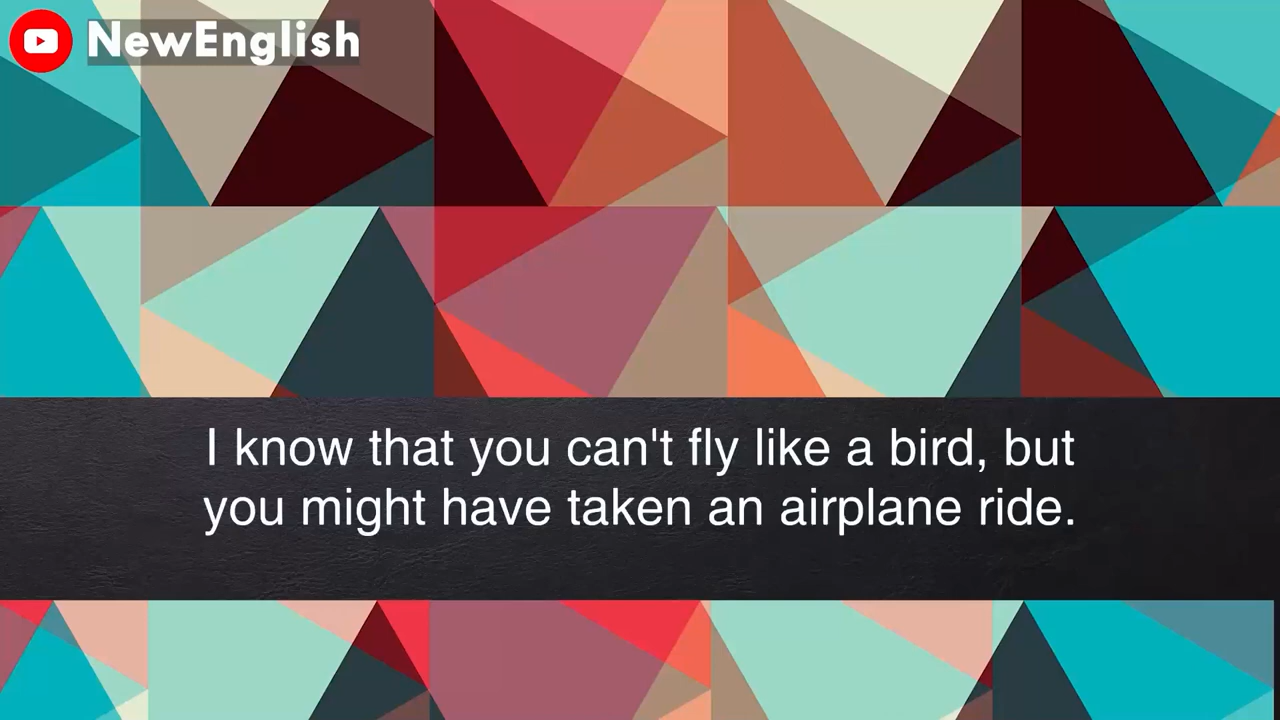 NewEnglish
I know that you can't fly like a bird, but
you might have taken an airplane ride.